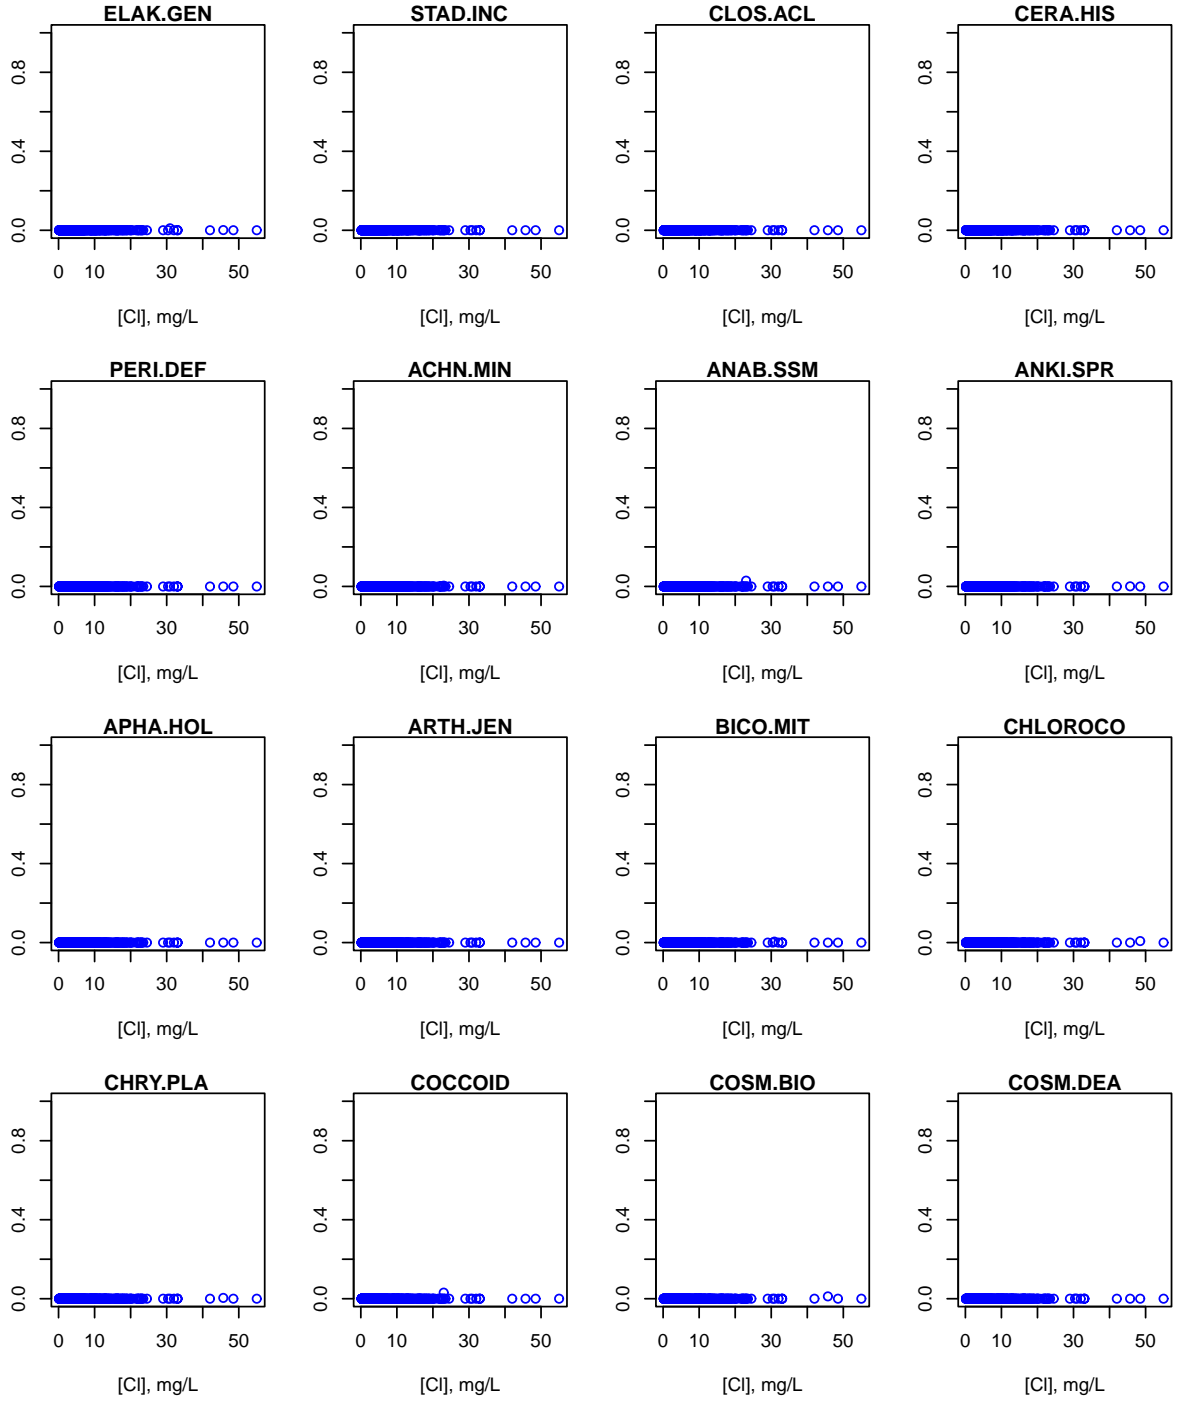 ELAK.GEN STAD.INC CLOS.ACL CERA.HIS
0.8 0.8 0.8 0.8
0.4 0.4 0.4 0.4
0.0 0.0 0.0 0.0
0 10 30 50 0 10 30 50 0 10 30 50 0 10 30 50
[Cl], mg/L [Cl], mg/L [Cl], mg/L [Cl], mg/L
PERI.DEF ACHN.MIN ANAB.SSM ANKI.SPR
0.8 0.8 0.8 0.8
0.4 0.4 0.4 0.4
0.0 0.0 0.0 0.0
0 10 30 50 0 10 30 50 0 10 30 50 0 10 30 50
[Cl], mg/L [Cl], mg/L [Cl], mg/L [Cl], mg/L
APHA.HOL ARTH.JEN BICO.MIT CHLOROCO
0.8 0.8 0.8 0.8
0.4 0.4 0.4 0.4
0.0 0.0 0.0 0.0
0 10 30 50 0 10 30 50 0 10 30 50 0 10 30 50
[Cl], mg/L [Cl], mg/L [Cl], mg/L [Cl], mg/L
CHRY.PLA COCCOID COSM.BIO COSM.DEA
0.8 0.8 0.8 0.8
0.4 0.4 0.4 0.4
0.0 0.0 0.0 0.0
0 10 30 50 0 10 30 50 0 10 30 50 0 10 30 50
[Cl], mg/L [Cl], mg/L [Cl], mg/L [Cl], mg/L